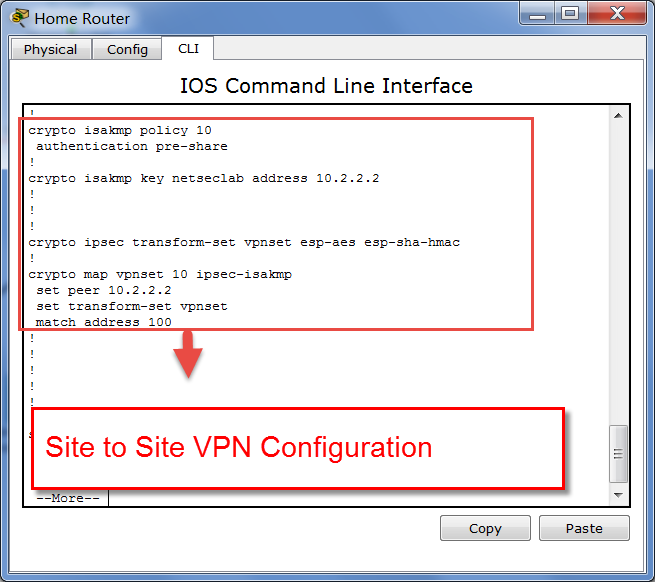 Home Router
Physical Config CLI
IOS Command Line Interface
!
crypto isakmp policy 10
authentication pre-share
!
crypto isakmp key netseclab address 10.2.2.2
!
!
!
crypto ipsec transform-set vpnset esp-aes esp-sha-hmac
!
crypto map vpnset 10 ipsec-isakmp
set peer 10.2.2.2
set transform-set vpnset
match address 100
!
!
!
!
!
Site to Site VPN Configuration
--More--
Copy Paste